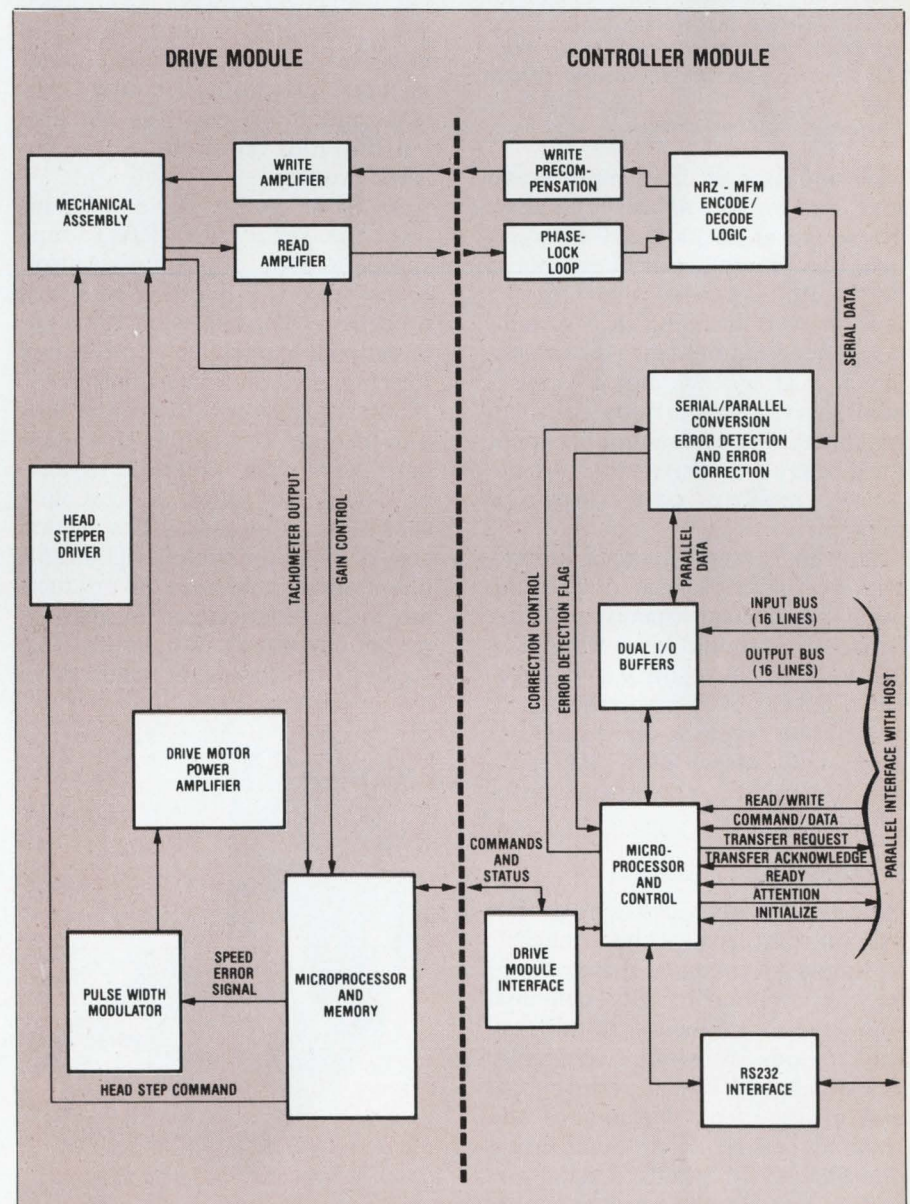 DRIVE MODULE
CONTROLLER MODULE
MECHANICAL
ASSEMBLY
WRITE
AMPLIFIER
READ
AMPLIFIER
WRITE
PRECOM-
PENSATION
PHASE-
LOCK
LOOP
NRZ - MFM
ENCODE/
DECODE
LOGIC
SERIAL DATA
SERIAL/PARALLEL
CONVERSION
ERROR DETECTION
AND ERROR
CORRECTION
HEAD
STEPPER
DRIVER
TACHOMETER OUTPUT
GAIN CONTROL
CORRECTION CONTROL
ERROR DETECTION FLAG
PARALLEL
DATA
DUAL I/O
BUFFERS
INPUT BUS
(16 LINES)
OUTPUT BUS
(16 LINES)
PARALLEL INTERFACE WITH HOST
DRIVE MOTOR
POWER
AMPLIFIER
READ/WRITE
COMMAND/DATA
TRANSFER REQUEST
TRANSFER ACKNOWLEDGE
READY
ATTENTION
INITIALIZE
MICRO-
PROCESSOR
AND
CONTROL
COMMANDS
AND
STATUS
DRIVE
MODULE
INTERFACE
PULSE WIDTH
MODULATOR
SPEED
ERROR
SIGNAL
MICROPROCESSOR
AND
MEMORY
HEAD STEP COMMAND
RS232
INTERFACE